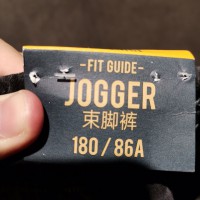 -FIT GUIDE-
JOGGER
束脚裤
180/86A